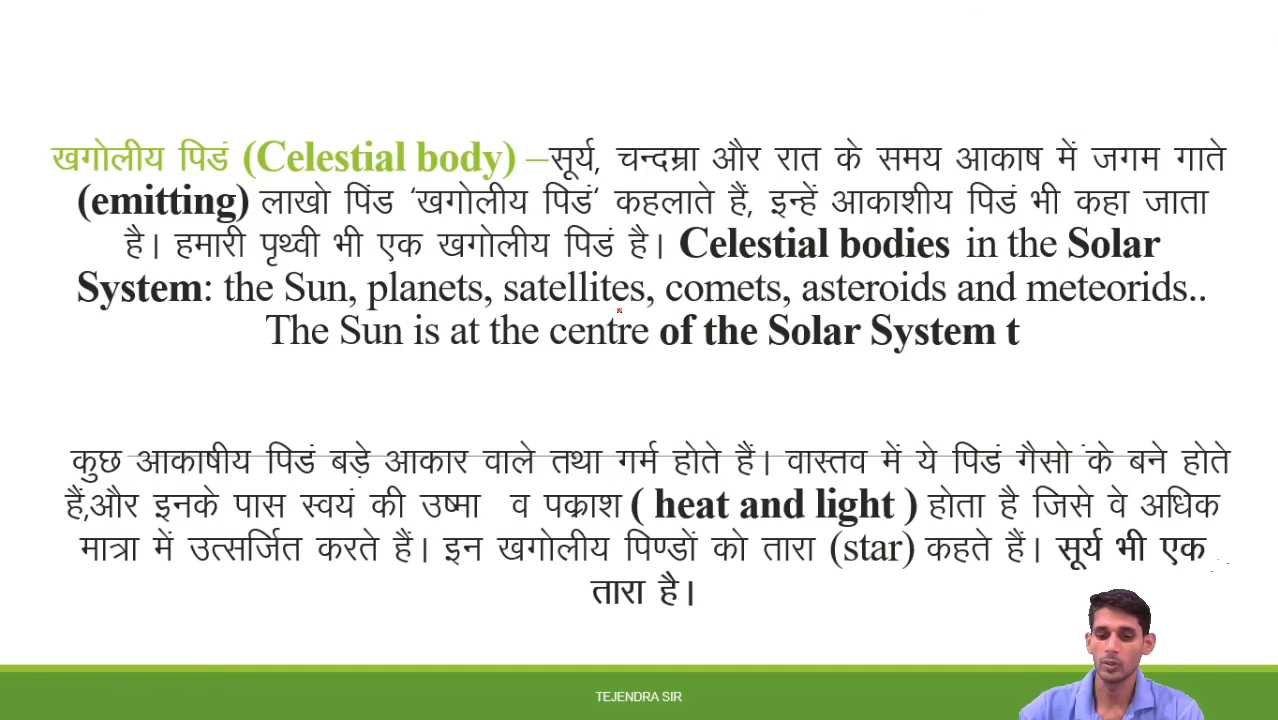 खगोलीय पिडं (Celestial body) –सूर्य, चन्दम्रा और रात के समय आकाष में जगम गाते
(emitting) लाखो पिंड ‘खगोलीय पिडं‘ कहलाते हैं, इन्हें आकाशीय पिडं भी कहा जाता
है। हमारी पृथ्वी भी एक खगोलीय पिडं है। Celestial bodies in the Solar
System: the Sun, planets, satellites, comets, asteroids and meteorids..
The Sun is at the centre of the Solar System t
कुछ आकाषीय पिडं बड़े आकार वाले तथा गर्म होते हैं। वास्तव में ये पिडं गैसो ंके बने होते
हैं,और इनके पास स्वयं की उष्मा व पक्राश ( heat and light ) होता है जिसे वे अधिक
मात्रा में उत्सर्जित करते हैं। इन खगोलीय पिण्डों को तारा (star) कहते हैं। सूर्य भी एक
तारा है।
TEJENDRA SIR